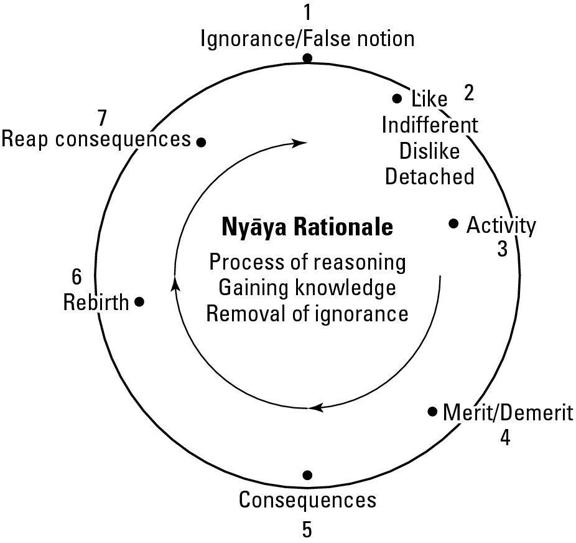 1
Ignorance/False notion
Like 2
Indifferent
Dislike
Detached
Activity
3
Merit/Demerit
4
Consequences
5
6
Rebirth
7
Reap consequences
Nyāya Rationale
Process of reasoning
Gaining knowledge
Removal of ignorance